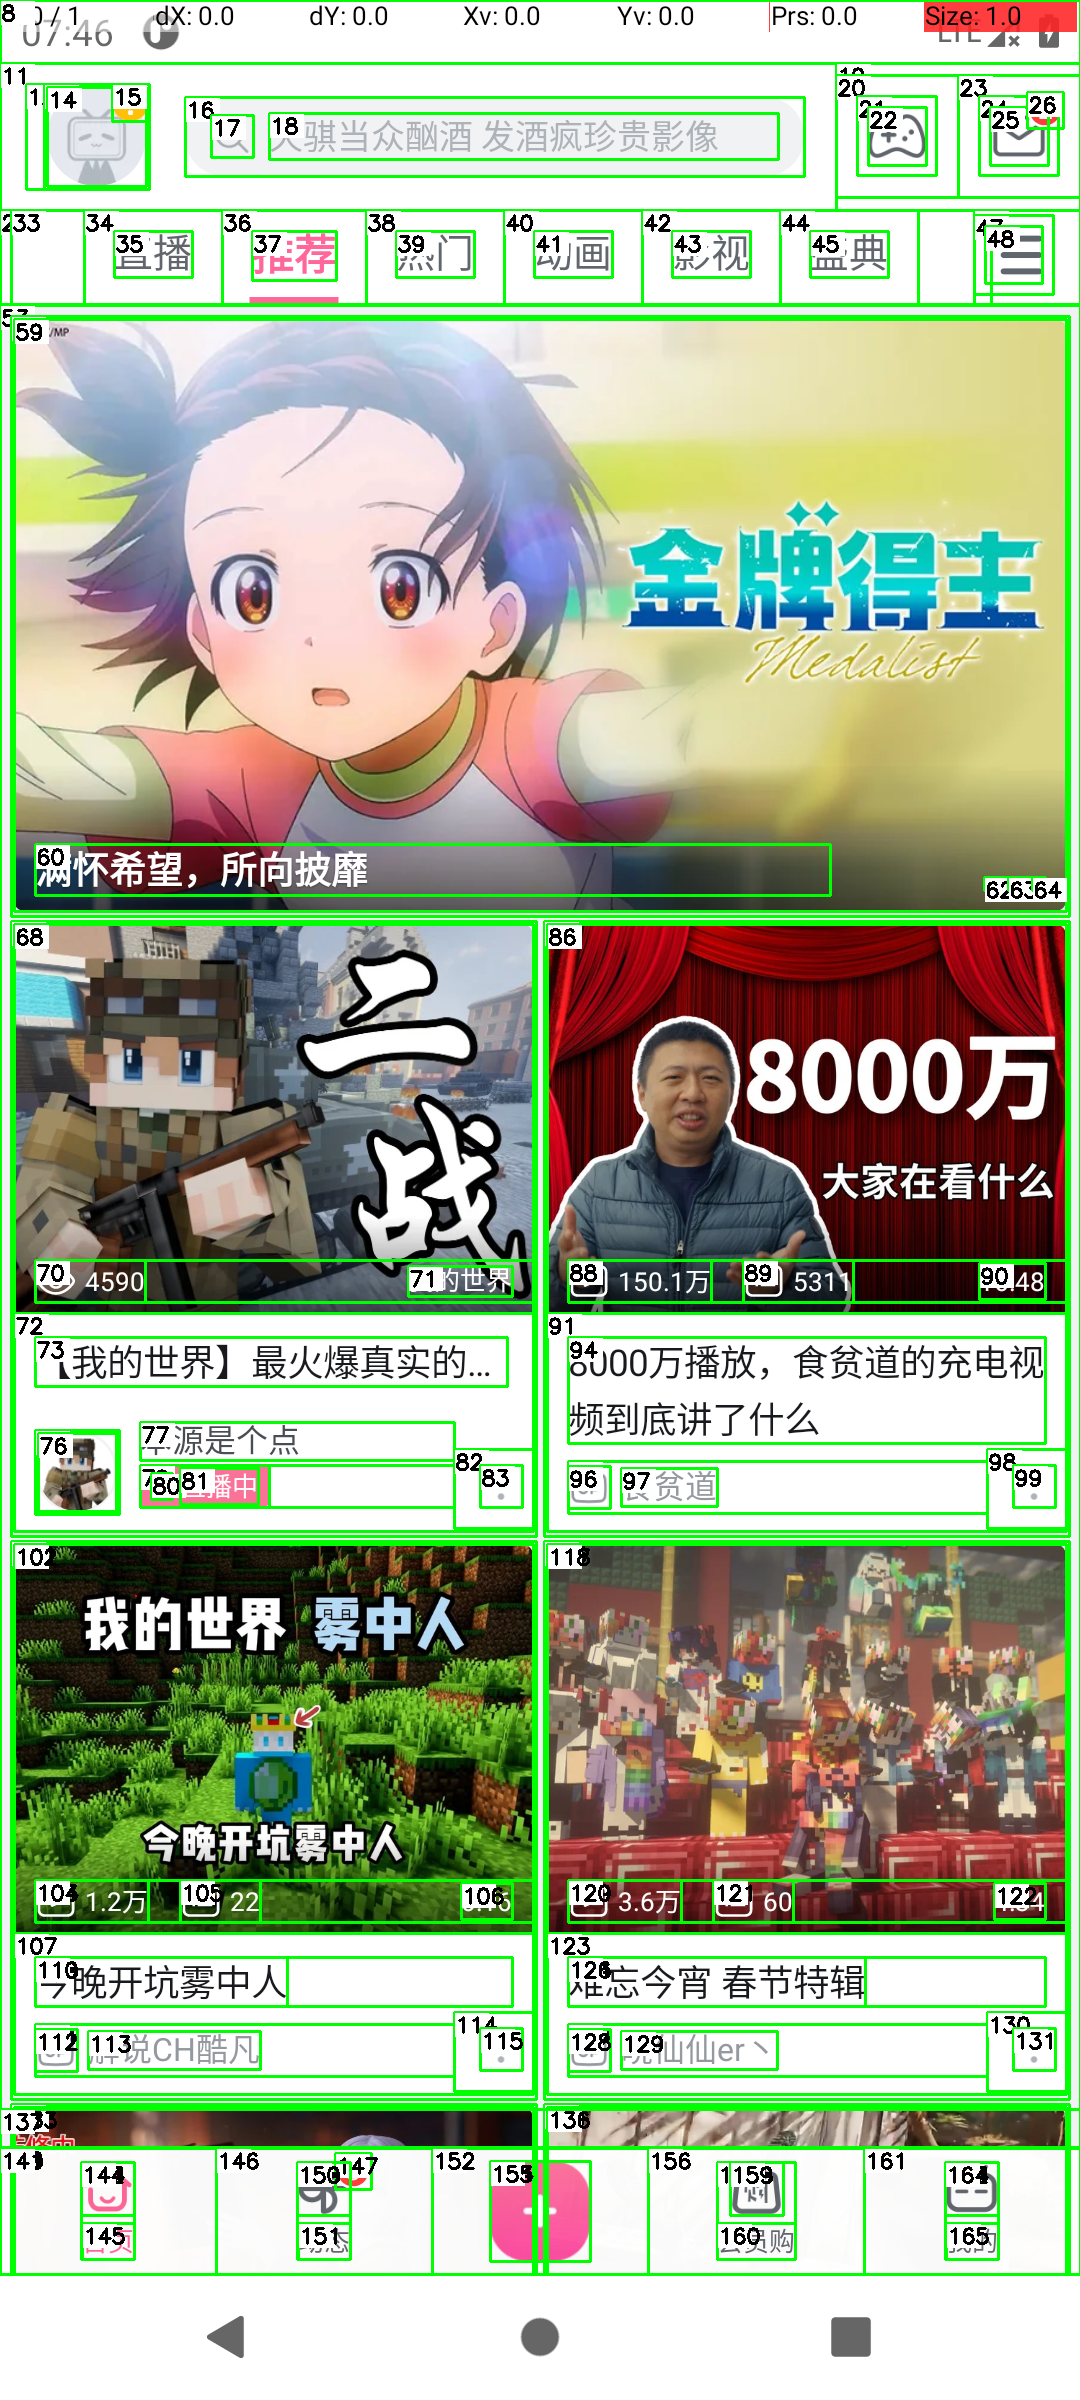 0 / 1 dX: 0.0 dY: 0.0 Xv: 0.0 Yv: 0.0 Prs: 0.0 Size: 1.0
07:46 LTE
骐当众酗酒 发酒疯珍贵影像
直播 推荐 热门 动画 影视 盛典
金牌得主
Medalist
满怀希望，所向披靡
二战
8000万
大家在看什么
4590 我的世界
150.1万 5311 :48
【我的世界】最火爆真实的...
8000万播放，食贫道的充电视
频到底讲了什么
源是个点
直播中
食贫道
我的世界 雾中人
今晚开坑雾中人
1.2万 22
3.6万 60
今晚开坑雾中人
难忘今宵 春节特辑
解说CH酷凡
仙仙er丶
首页 动态 会员购 我的